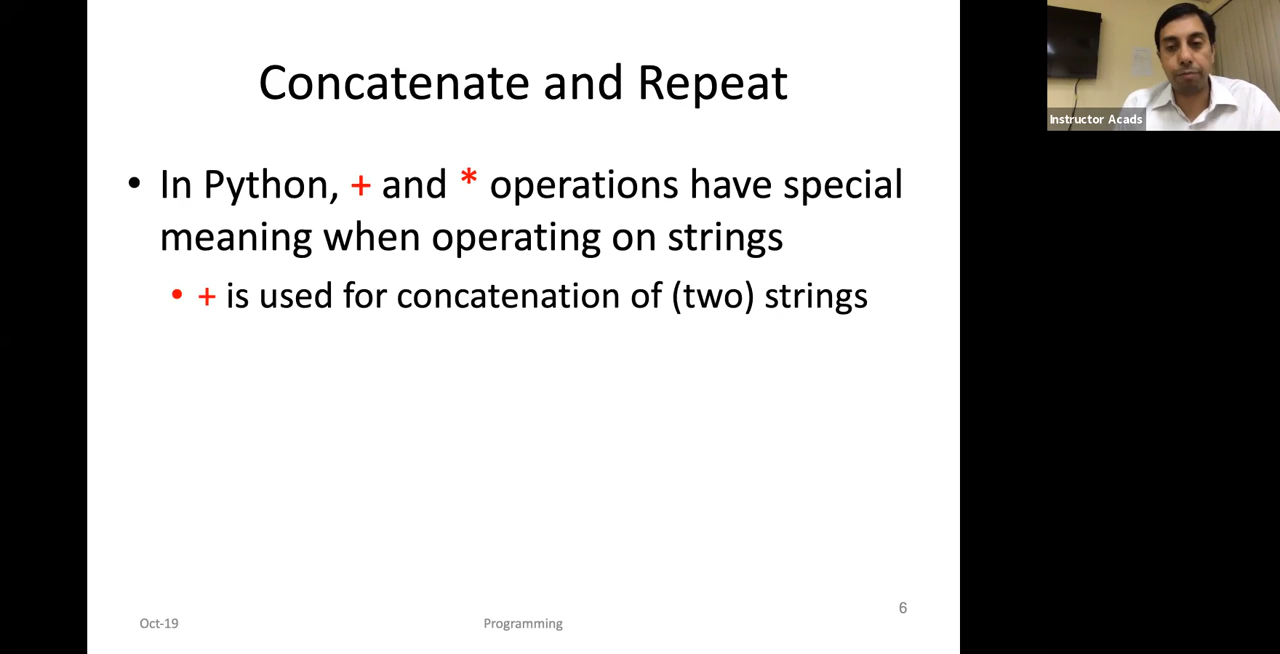 Concatenate and Repeat
Instructor Acads
• In Python, + and * operations have special
meaning when operating on strings
• + is used for concatenation of (two) strings
Oct-19
Programming
6